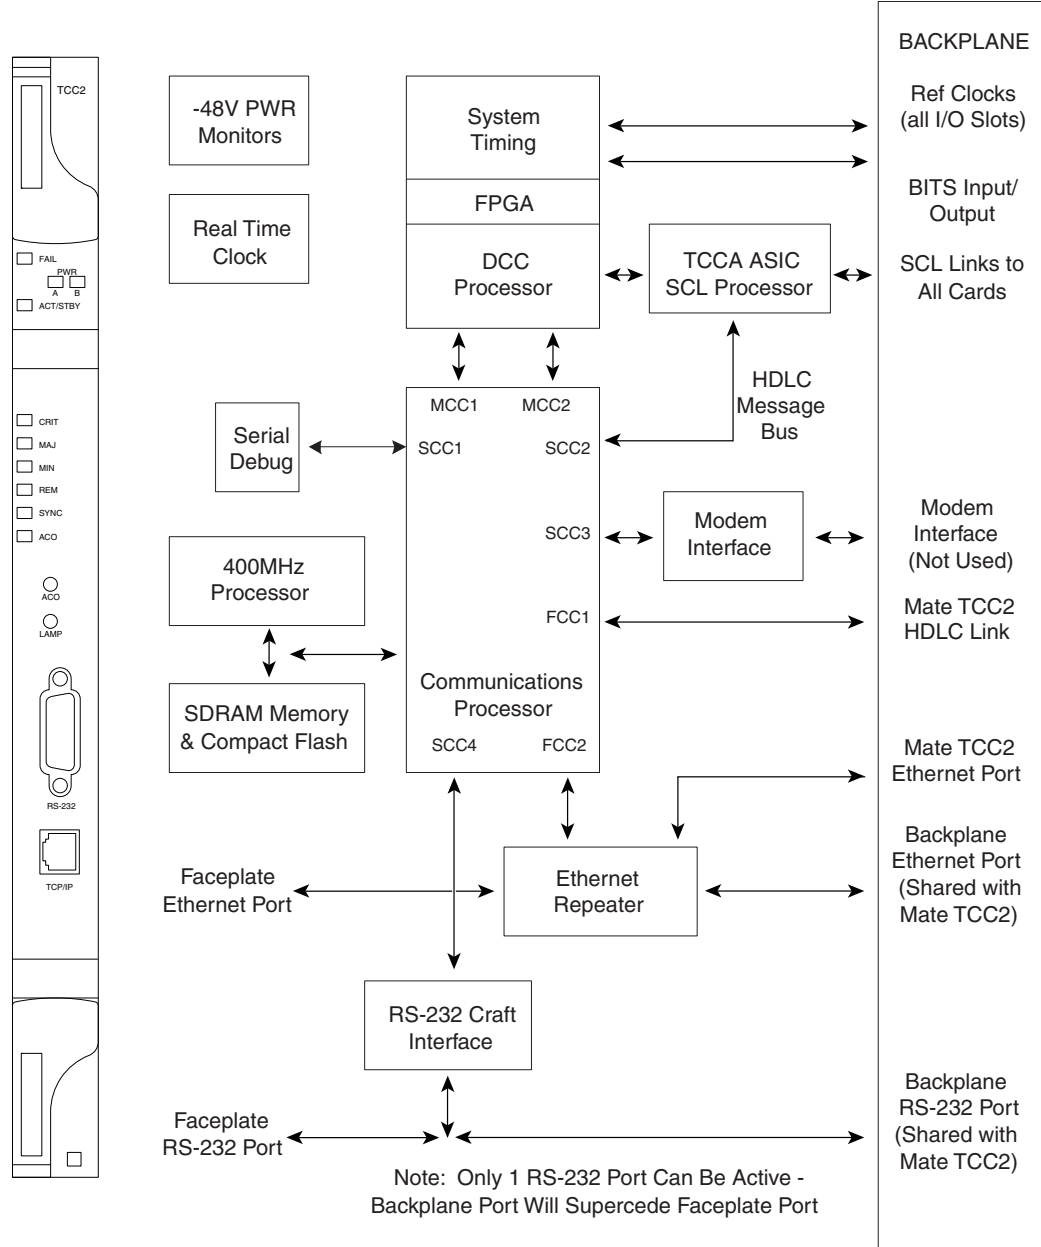 BACKPLANE
TCC2
-48V PWR
Monitors
System
Timing
Ref Clocks
(all I/O Slots)
FPGA
BITS Input/
Output
Real Time
Clock
DCC
Processor
TCCA ASIC
SCL Processor
SCL Links to
All Cards
FAIL
PWR
A B
ACT/STBY
HDLC
Message
Bus
MCC1 MCC2
Serial
Debug
SCC1
SCC2
CRIT
MAJ
MIN
REM
SYNC
ACO
SCC3
Modem
Interface
Modem
Interface
(Not Used)
400MHz
Processor
ACO
LAMP
FCC1
Mate TCC2
HDLC Link
Communications
Processor
SDRAM Memory
& Compact Flash
SCC4 FCC2
Mate TCC2
Ethernet Port
RS-232
TCP/IP
Faceplate
Ethernet Port
Ethernet
Repeater
Backplane
Ethernet Port
(Shared with
Mate TCC2)
RS-232 Craft
Interface
Faceplate
RS-232 Port
Backplane
RS-232 Port
(Shared with
Mate TCC2)
Note: Only 1 RS-232 Port Can Be Active -
Backplane Port Will Supercede Faceplate Port